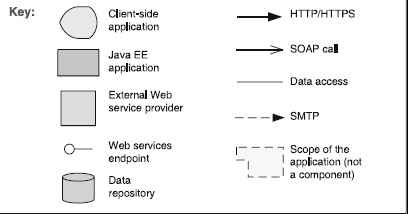 Key:
Client-side
application
Java EE
application
External Web
service provider
Web services
endpoint
Data
repository
HTTP/HTTPS
SOAP call
Data access
SMTP
Scope of the
application (not
a component)